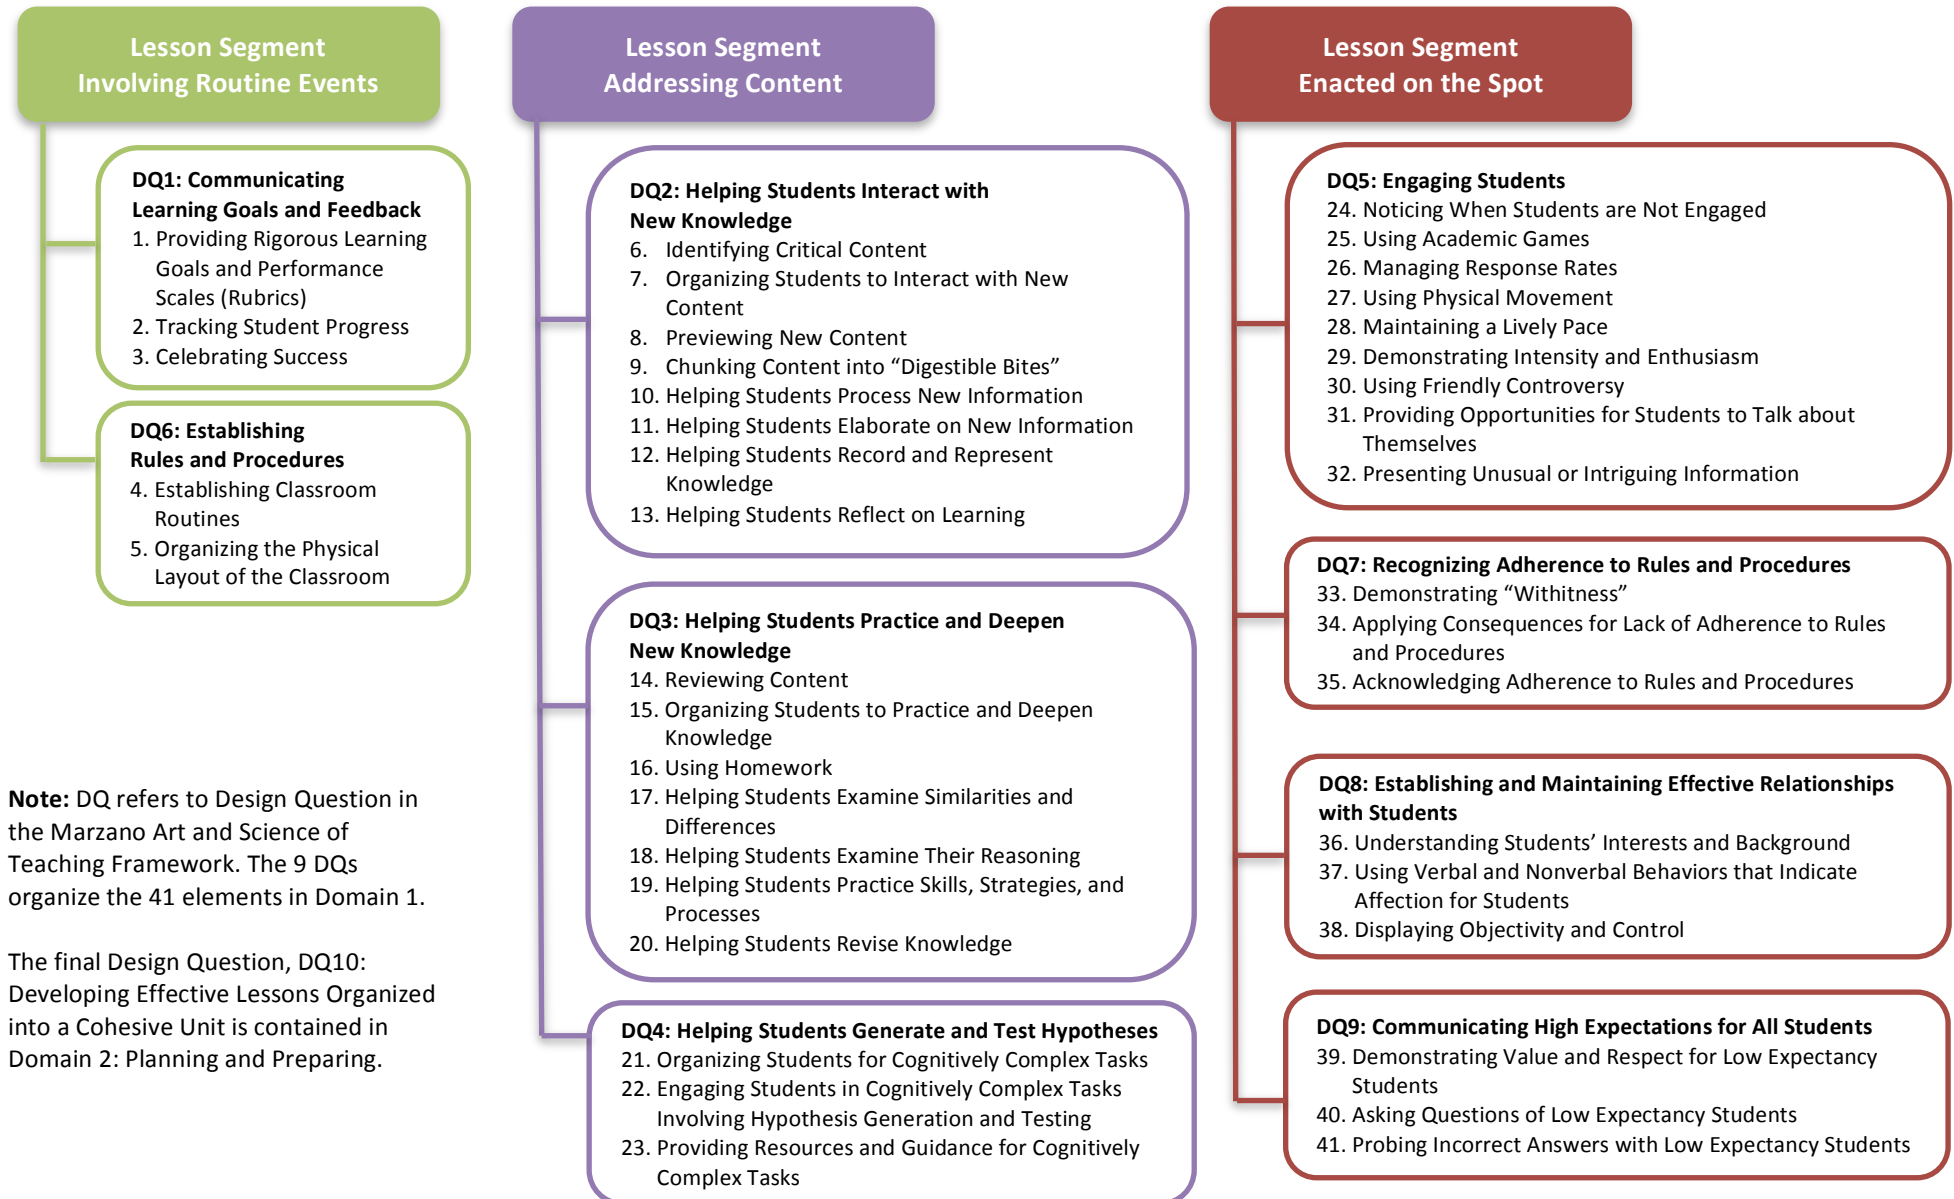 Lesson Segment
Involving Routine Events
DQ1: Communicating
Learning Goals and Feedback
1. Providing Rigorous Learning
Goals and Performance
Scales (Rubrics)
2. Tracking Student Progress
3. Celebrating Success
DQ6: Establishing
Rules and Procedures
4. Establishing Classroom
Routines
5. Organizing the Physical
Layout of the Classroom
Note: DQ refers to Design Question in
the Marzano Art and Science of
Teaching Framework. The 9 DQs
organize the 41 elements in Domain 1.
The final Design Question, DQ10:
Developing Effective Lessons Organized
into a Cohesive Unit is contained in
Domain 2: Planning and Preparing.
Lesson Segment
Addressing Content
DQ2: Helping Students Interact with
New Knowledge
6. Identifying Critical Content
7. Organizing Students to Interact with New
Content
8. Previewing New Content
9. Chunking Content into “Digestible Bites”
10. Helping Students Process New Information
11. Helping Students Elaborate on New Information
12. Helping Students Record and Represent
Knowledge
13. Helping Students Reflect on Learning
DQ3: Helping Students Practice and Deepen
New Knowledge
14. Reviewing Content
15. Organizing Students to Practice and Deepen
Knowledge
16. Using Homework
17. Helping Students Examine Similarities and
Differences
18. Helping Students Examine Their Reasoning
19. Helping Students Practice Skills, Strategies, and
Processes
20. Helping Students Revise Knowledge
DQ4: Helping Students Generate and Test Hypotheses
21. Organizing Students for Cognitively Complex Tasks
22. Engaging Students in Cognitively Complex Tasks
Involving Hypothesis Generation and Testing
23. Providing Resources and Guidance for Cognitively
Complex Tasks
Lesson Segment
Enacted on the Spot
DQ5: Engaging Students
24. Noticing When Students are Not Engaged
25. Using Academic Games
26. Managing Response Rates
27. Using Physical Movement
28. Maintaining a Lively Pace
29. Demonstrating Intensity and Enthusiasm
30. Using Friendly Controversy
31. Providing Opportunities for Students to Talk about
Themselves
32. Presenting Unusual or Intriguing Information
DQ7: Recognizing Adherence to Rules and Procedures
33. Demonstrating “Withitness”
34. Applying Consequences for Lack of Adherence to Rules
and Procedures
35. Acknowledging Adherence to Rules and Procedures
DQ8: Establishing and Maintaining Effective Relationships
with Students
36. Understanding Students’ Interests and Background
37. Using Verbal and Nonverbal Behaviors that Indicate
Affection for Students
38. Displaying Objectivity and Control
DQ9: Communicating High Expectations for All Students
39. Demonstrating Value and Respect for Low Expectancy
Students
40. Asking Questions of Low Expectancy Students
41. Probing Incorrect Answers with Low Expectancy Students